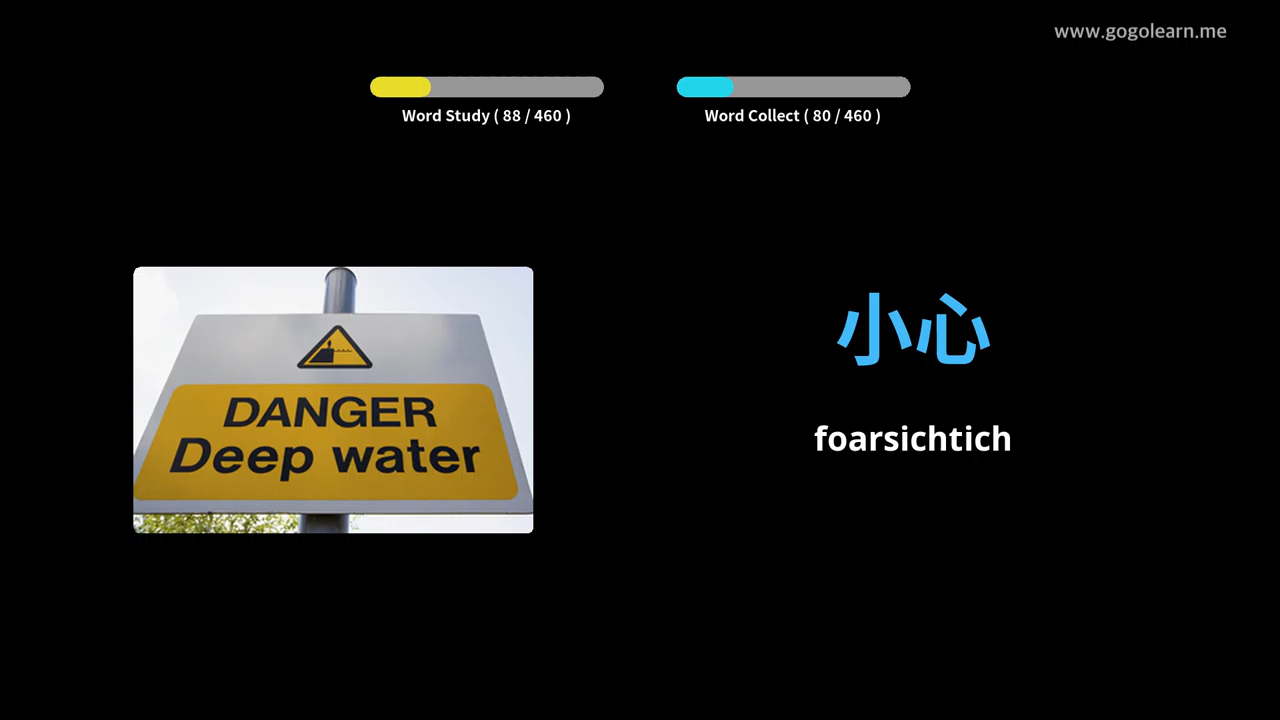 www.gogolearn.me
Word Study ( 88 / 460 )
Word Collect ( 80 / 460 )
DANGER
Deep water
小心
foarsichtich